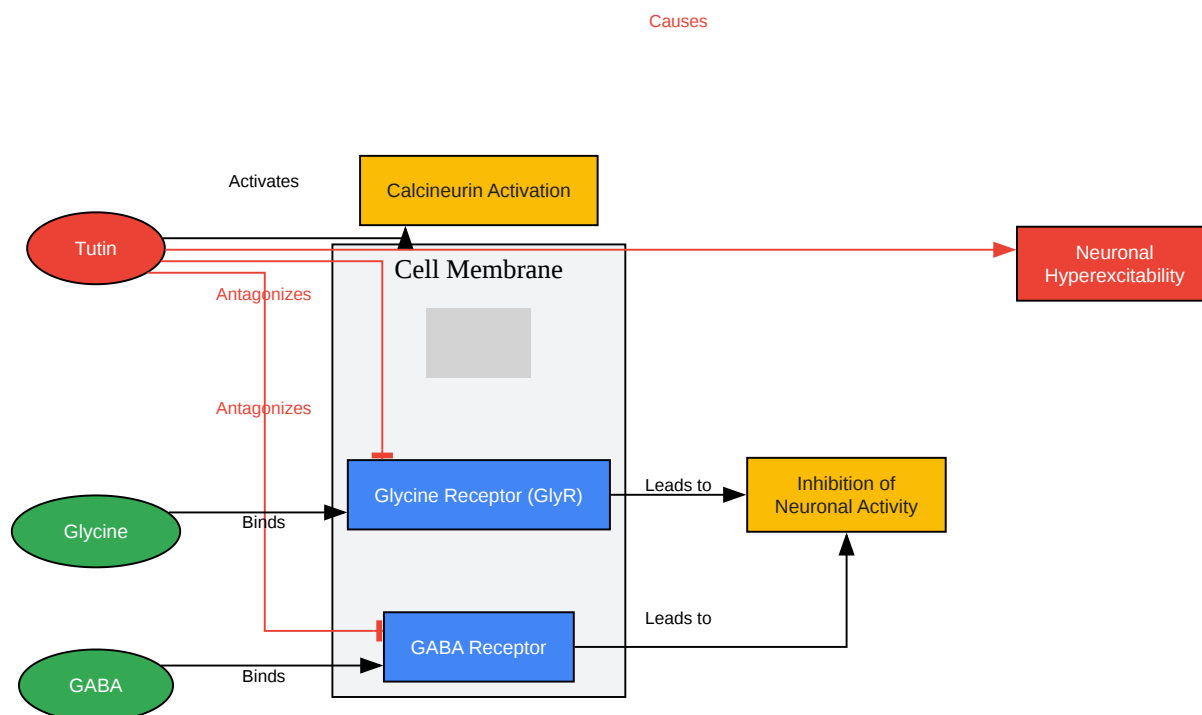 Causes
Activates
Calcineurin Activation
Tutin
Neuronal
Hyperexcitability
Cell Membrane
Antagonizes
Antagonizes
Glycine Receptor (GlyR)
Leads to
Inhibition of
Neuronal Activity
Glycine
Binds
Leads to
GABA Receptor
GABA
Binds